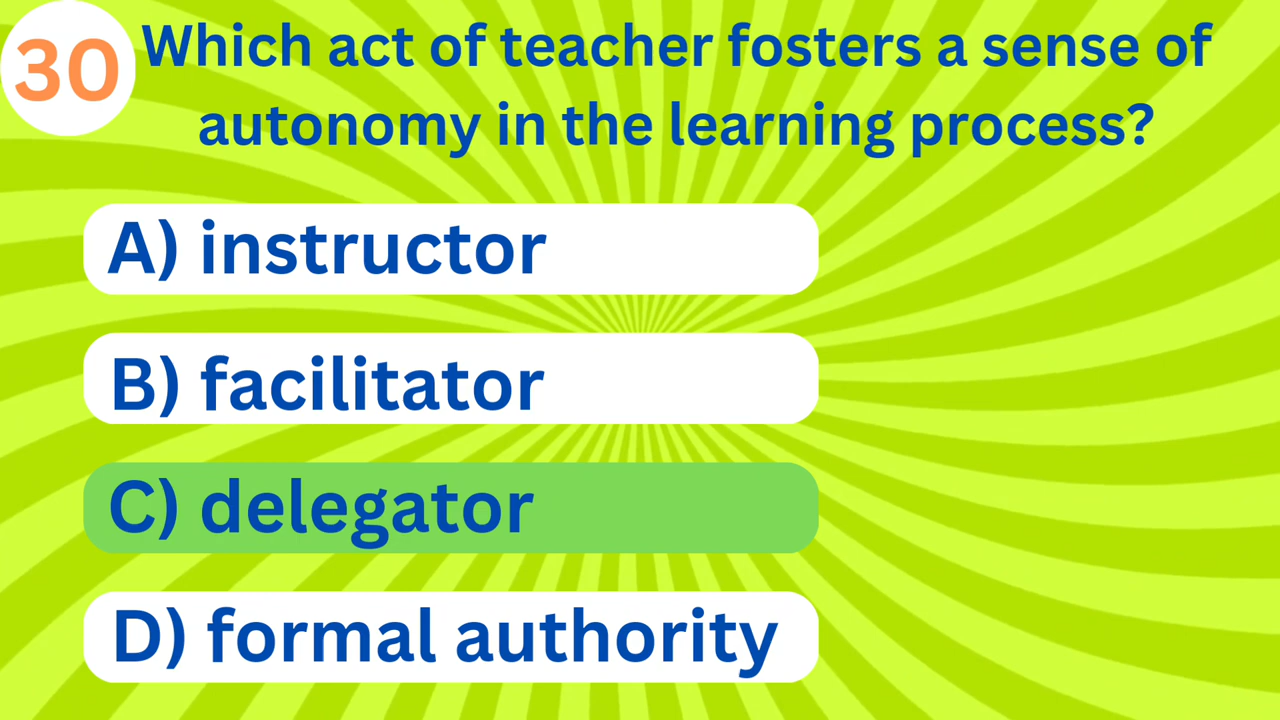 30
Which act of teacher fosters a sense of
autonomy in the learning process?
A) instructor
B) facilitator
C) delegator
D) formal authority